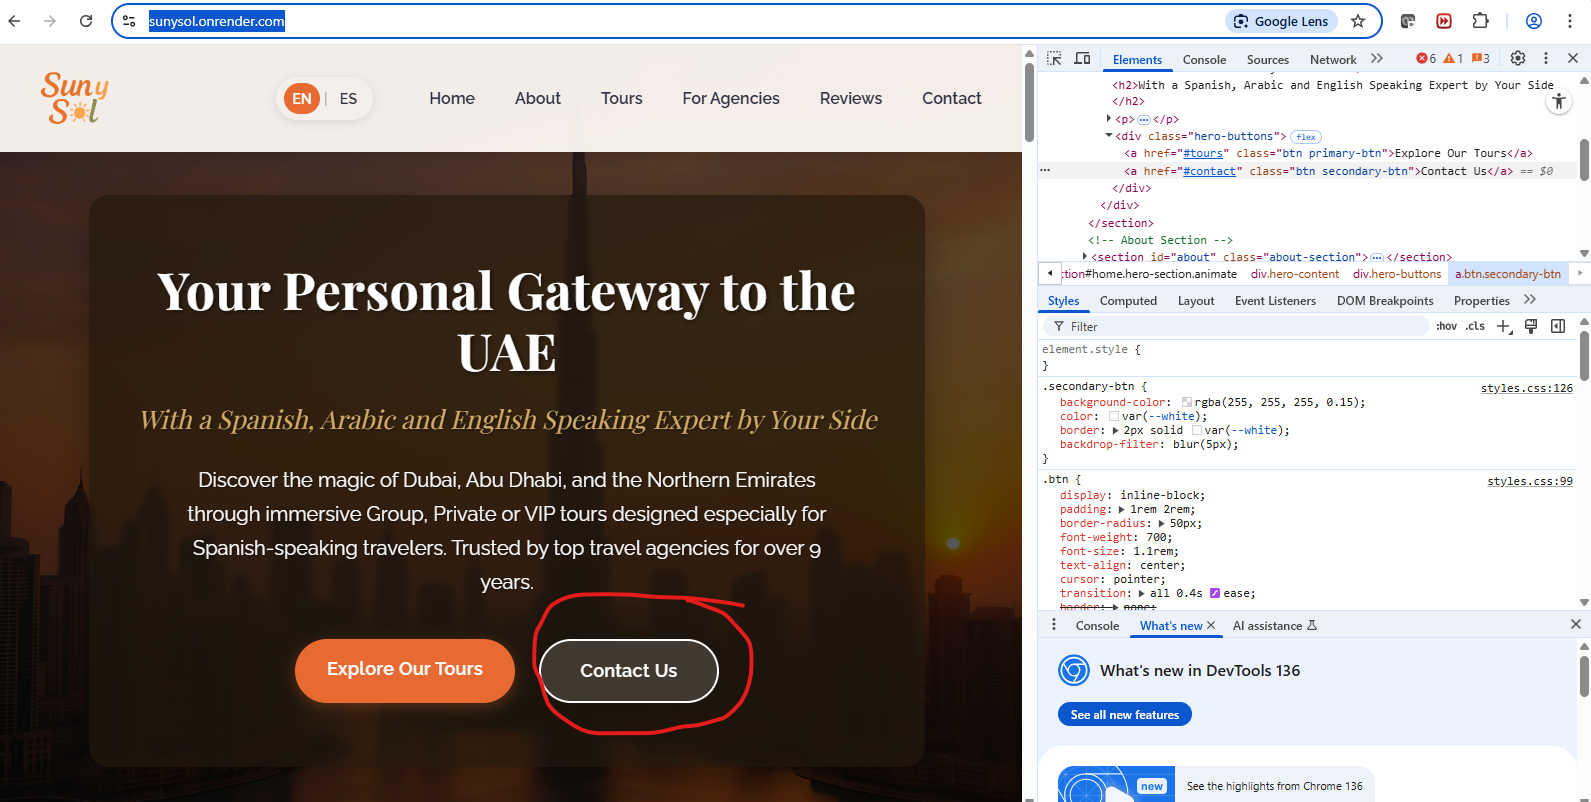 sunysol.onrender.com
Google Lens
Sun y
Sol
EN | ES
Home
About
Tours
For Agencies
Reviews
Contact
Your Personal Gateway to the
UAE
With a Spanish, Arabic and English Speaking Expert by Your Side
Discover the magic of Dubai, Abu Dhabi, and the Northern Emirates
through immersive Group, Private or VIP tours designed especially for
Spanish-speaking travelers. Trusted by top travel agencies for over 9
years.
Explore Our Tours
Contact Us
Elements
Console
Sources
Network
6
1
3
<h2>With a Spanish, Arabic and English Speaking Expert by Your Side
</h2>
<p>…</p>
<div class="hero-buttons"> flex
<a href="#tours" class="btn primary-btn">Explore Our Tours</a>
<a href="#contact" class="btn secondary-btn">Contact Us</a> == $0
</div>
</div>
</section>
<!-- About Section -->
<section id="about" class="about-section">…</section>
ction#home.hero-section.animate
div.hero-content
div.hero-buttons
a.btn.secondary-btn
Styles
Computed
Layout
Event Listeners
DOM Breakpoints
Properties
Filter
:hov
.cls
element.style {
}
.secondary-btn {
styles.css:126
background-color: rgba(255, 255, 255, 0.15);
color: var(--white);
border: 2px solid var(--white);
backdrop-filter: blur(5px);
}
.btn {
styles.css:99
display: inline-block;
padding: 1rem 2rem;
border-radius: 50px;
font-weight: 700;
font-size: 1.1rem;
text-align: center;
cursor: pointer;
transition: all 0.4s ease;
border: none;
Console
What's new
AI assistance
What's new in DevTools 136
See all new features
new
See the highlights from Chrome 136